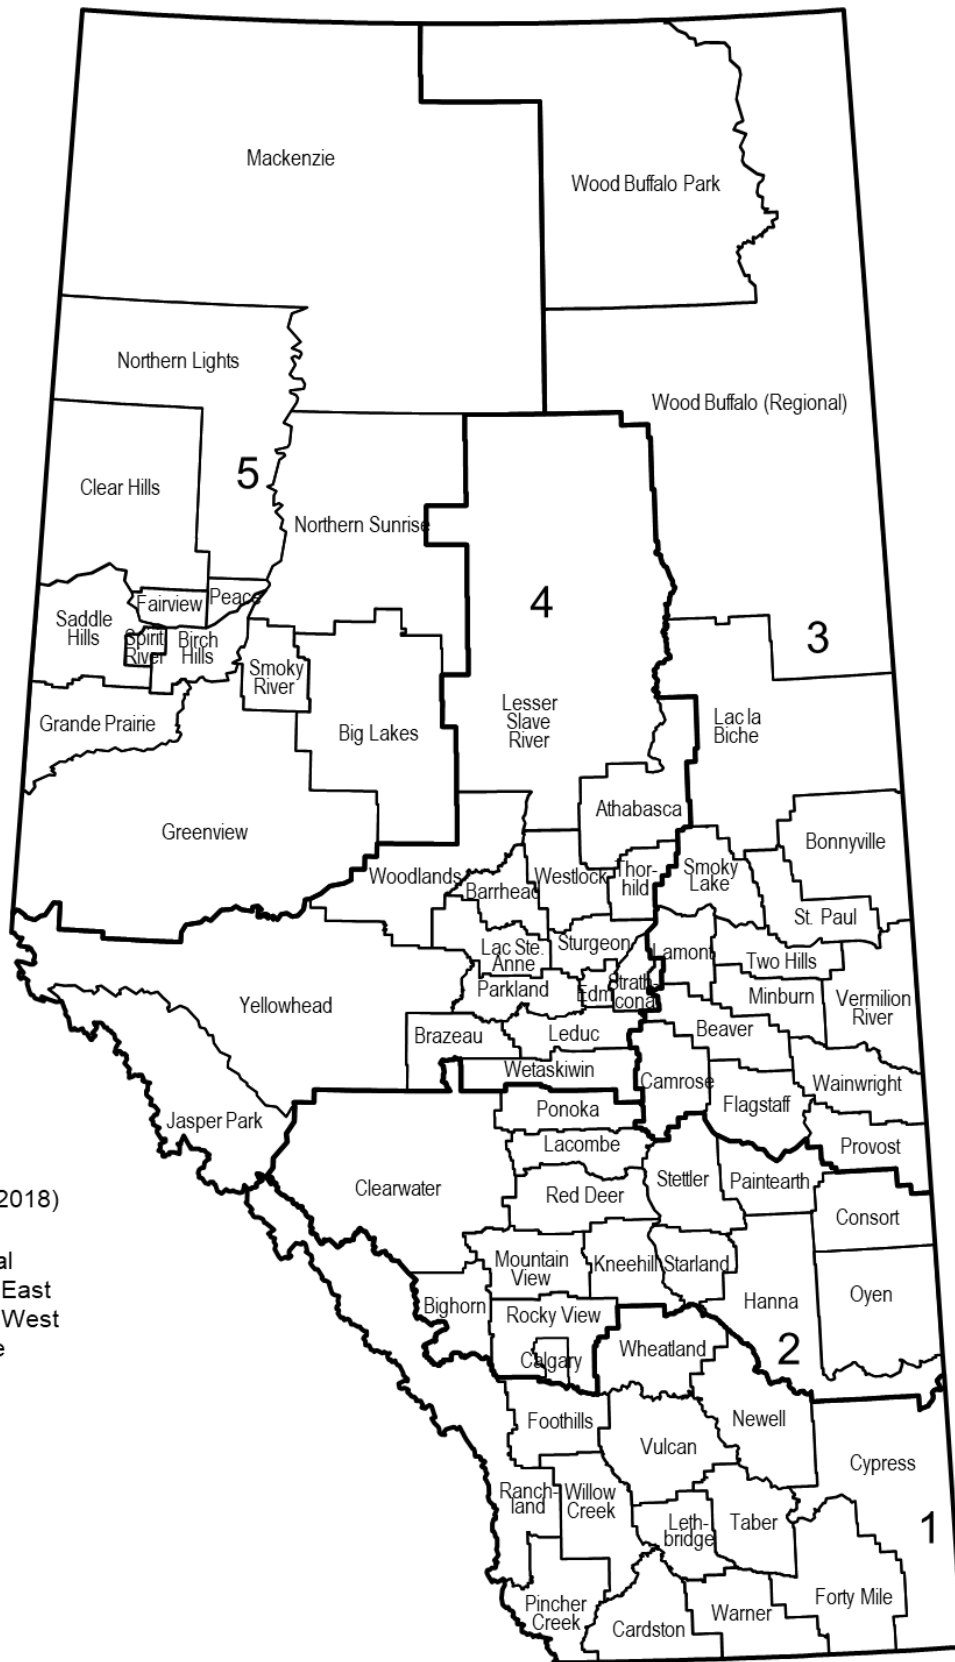 Mackenzie
Wood Buffalo Park
Northern Lights
Wood Buffalo (Regional)
Clear Hills
5
Northern Sunrise
4
Fairview
Peace
Saddle
Hills
Spirit
River
Birch
Hills
3
Smoky
River
Lesser
Slave
River
Grande Prairie
Big Lakes
Lac la
Biche
Athabasca
Greenview
Bonnyville
Woodlands
Barrhead
Westlock
Thor-
hild
Smoky
Lake
St. Paul
Lac Ste.
Anne
Sturgeon
Lamont
Two Hills
Yellowhead
Parkland
Edm
Strath-
cona
Minburn
Vermilion
River
Brazeau
Leduc
Beaver
Wetaskiwin
Camrose
Wainwright
Jasper Park
Ponoka
Flagstaff
Provost
Lacombe
Clearwater
Red Deer
Stettler
Paintearth
2018)
Consort
al
East
West
e
Mountain
View
Kneehill
Starland
Bighorn
Rocky View
Hanna
Oyen
Calgary
Wheatland
2
Foothills
Vulcan
Newell
Cypress
Ranch-
land
Willow
Creek
Leth-
bridge
Taber
1
Pincher
Creek
Cardston
Warner
Forty Mile